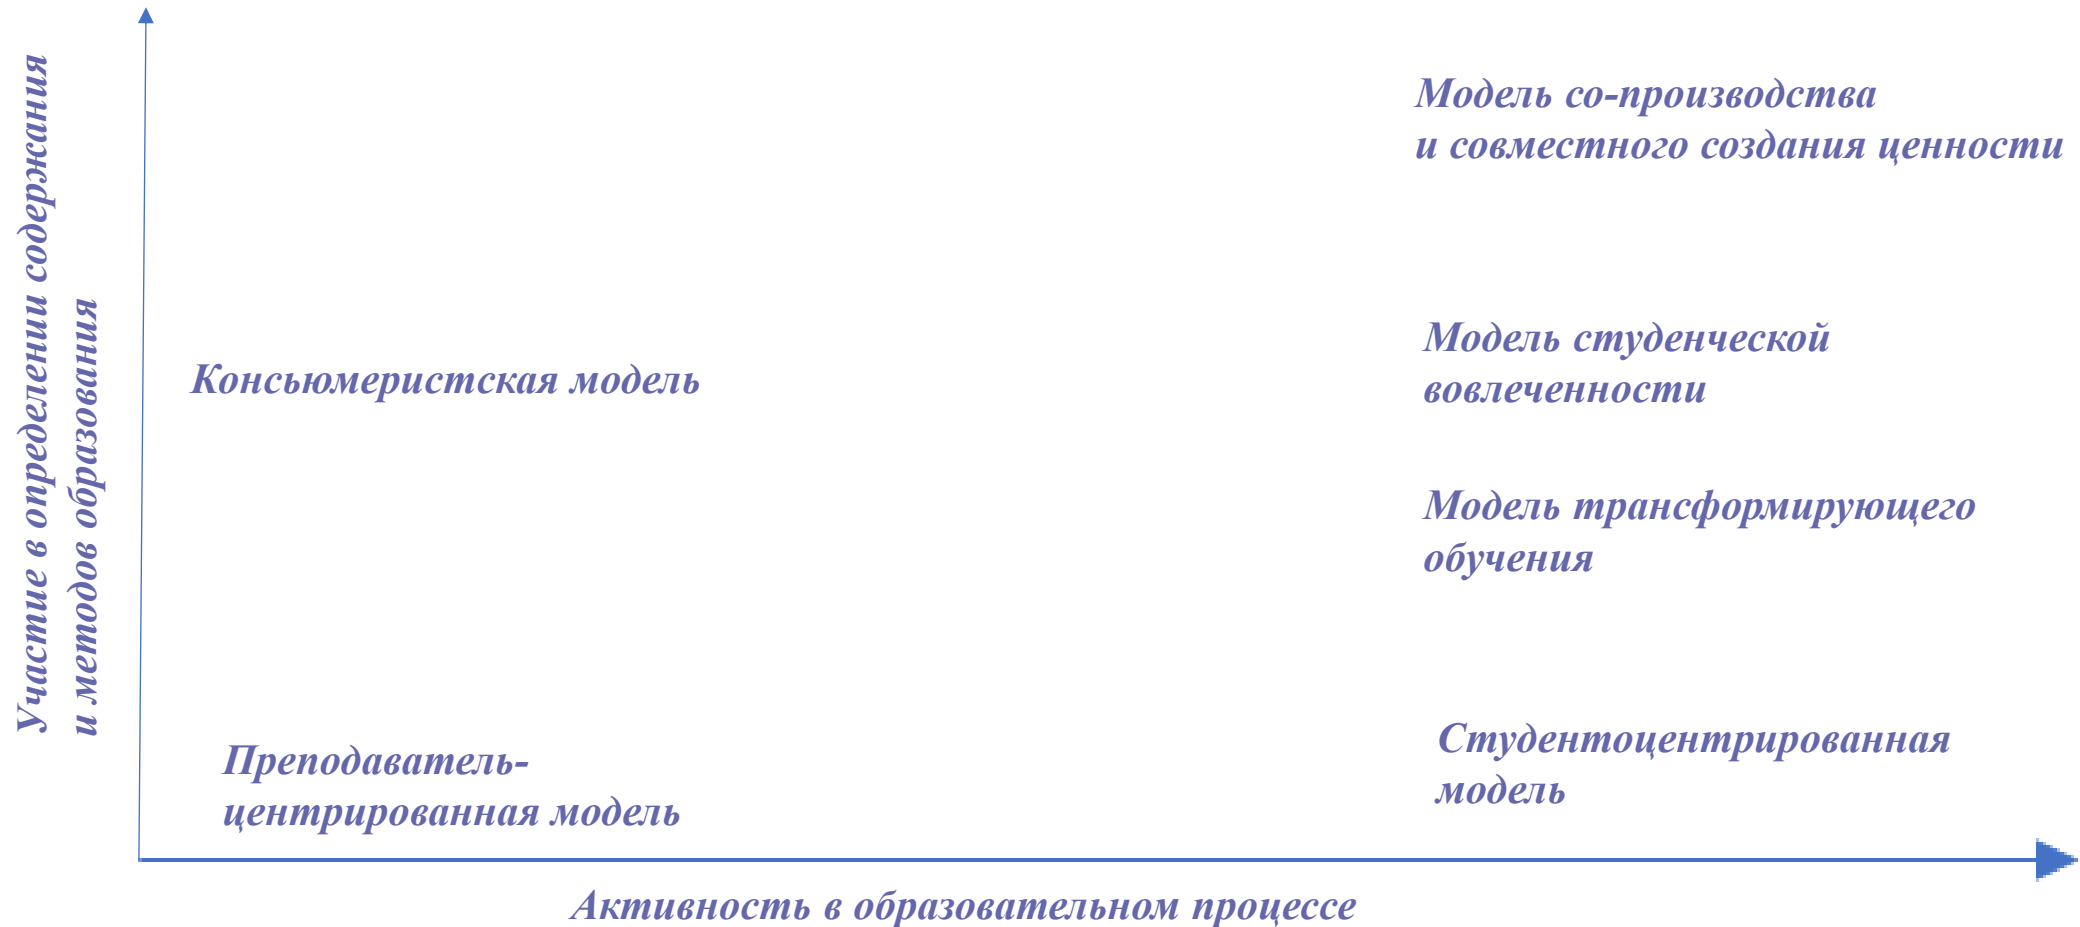 Участие в определении содержания
и методов образования
Модель со-производства
и совместного создания ценности
Консьюмеристская модель
Модель студенческой
вовлеченности
Модель трансформирующего
обучения
Преподаватель-
центрированная модель
Студентоцентрированная
модель
Активность в образовательном процессе